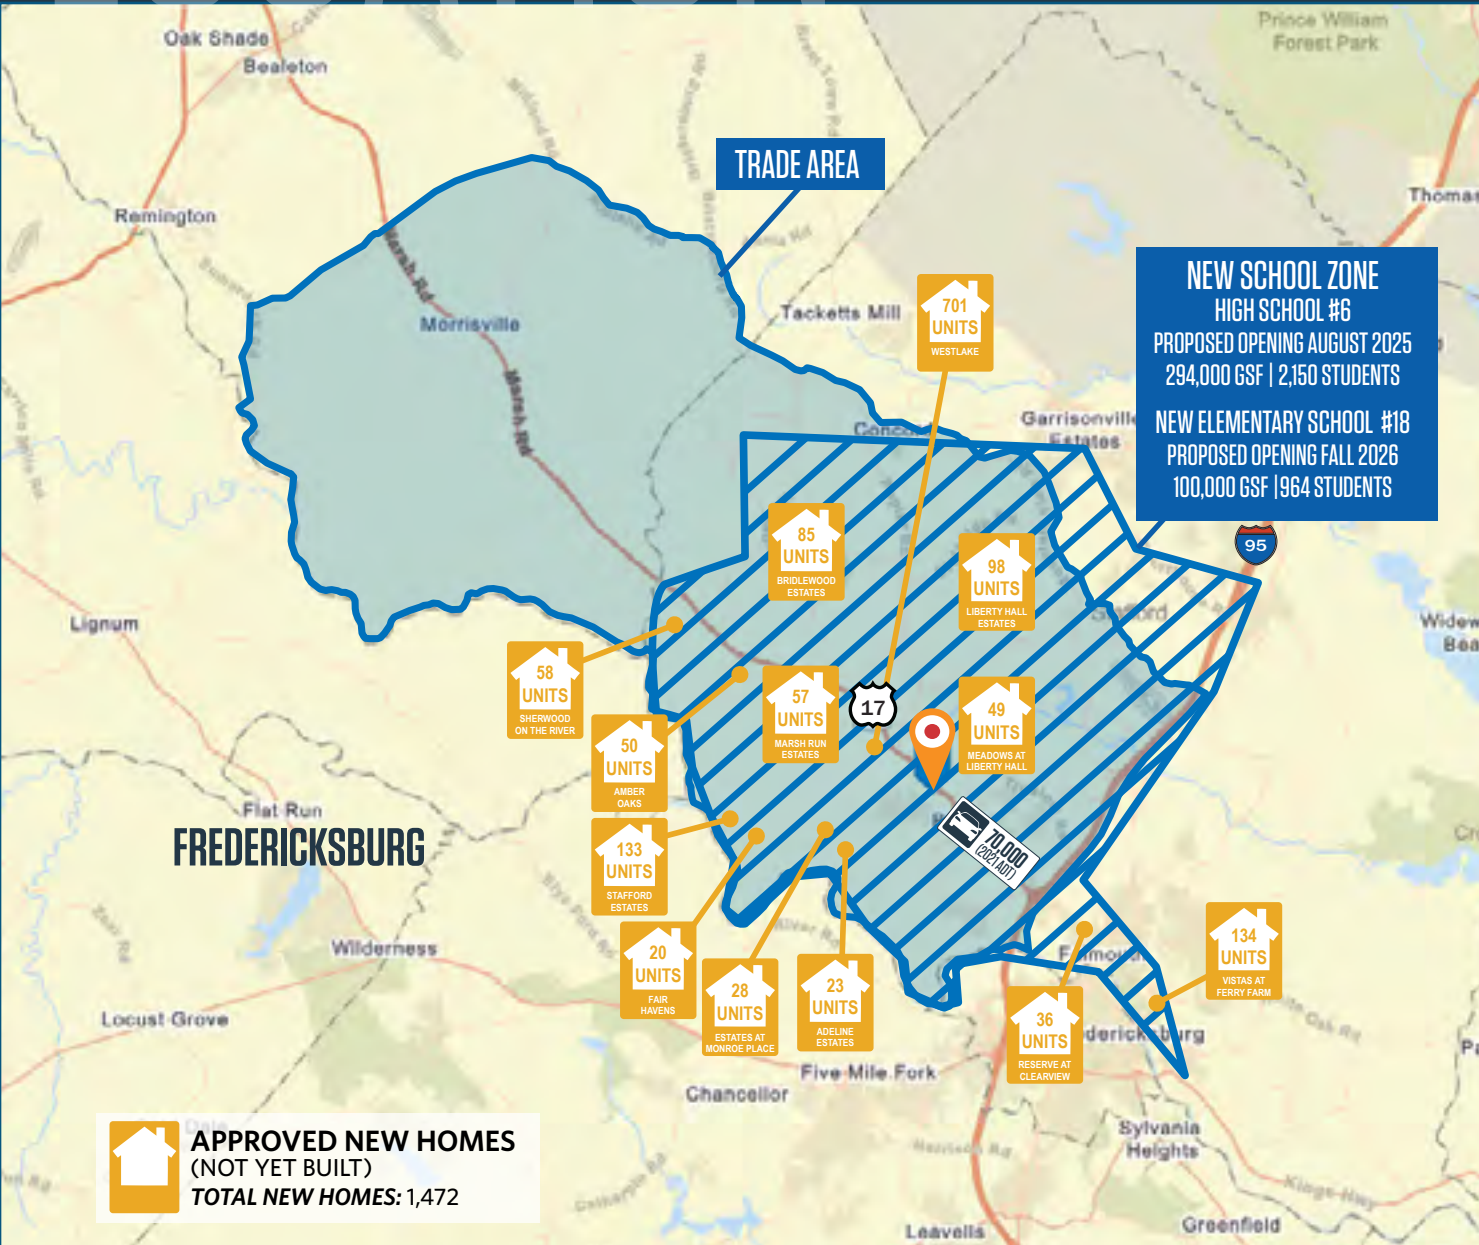 Oak Shade
Bealeton
Prince William
Forest Park
TRADE AREA
Remington
Marsh Rd
Morrisville
Tacketts Mill
701
UNITS
WESTLAKE
NEW SCHOOL ZONE
HIGH SCHOOL #6
PROPOSED OPENING AUGUST 2025
294,000 GSF | 2,150 STUDENTS
NEW ELEMENTARY SCHOOL #18
PROPOSED OPENING FALL 2026
100,000 GSF |964 STUDENTS
Marsh Rd
Garrisonville
Estates
95
85
UNITS
BRIDLEWOOD
ESTATES
98
UNITS
LIBERTY HALL
ESTATES
Lignum
58
UNITS
SHERWOOD
ON THE RIVER
57
UNITS
MARSH RUN
ESTATES
17
49
UNITS
MEADOWS AT
LIBERTY HALL
50
UNITS
AMBER
OAKS
Flat Run
FREDERICKSBURG
70,000
(2021 ADT)
133
UNITS
STAFFORD
ESTATES
Wilderness
20
UNITS
FAIR
HAVENS
28
UNITS
ESTATES AT
MONROE PLACE
23
UNITS
ADELINE
ESTATES
134
UNITS
VISTAS AT
FERRY FARM
36
UNITS
RESERVE AT
CLEARVIEW
Locust Grove
Five Mile Fork
Chancellor
dericksburg
Sylvania
Heights
Harrison Rd
Catharpin Rd
Kings Hwy
Leavells
Greenfield
APPROVED NEW HOMES
(NOT YET BUILT)
TOTAL NEW HOMES: 1,472